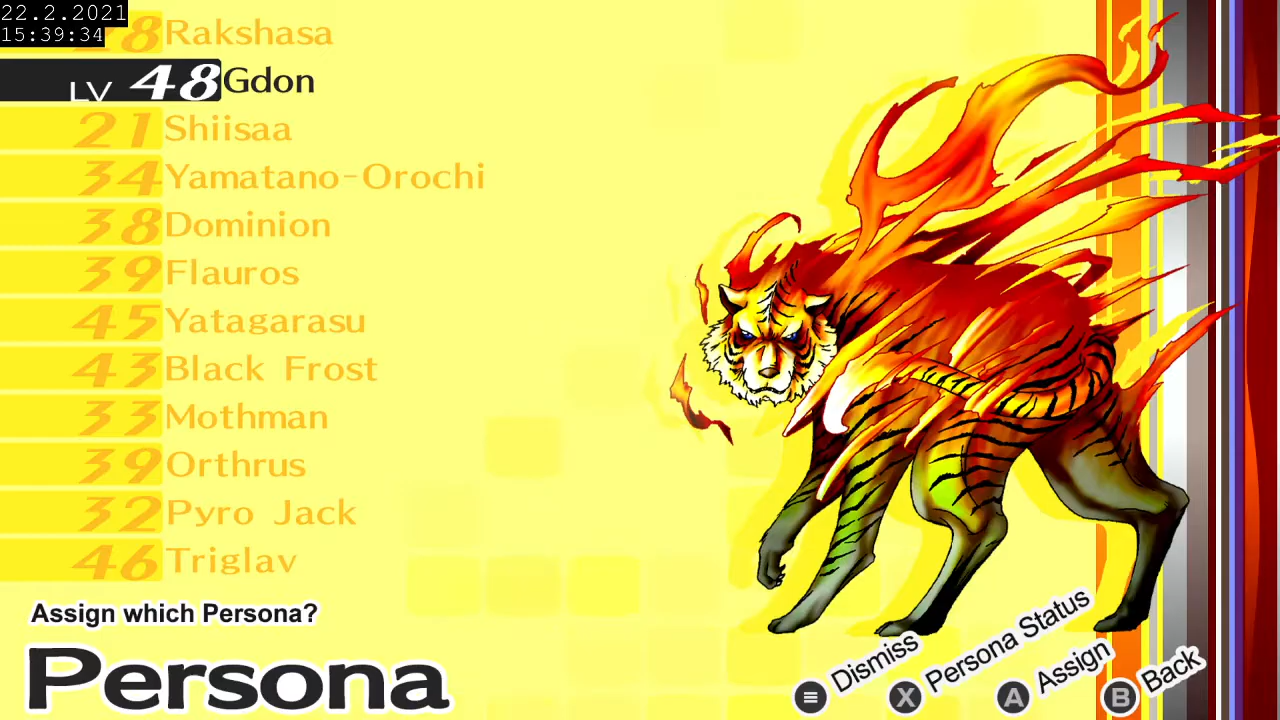 22.2.2021
15:39:34
Rakshasa
LV 48 Gdon
21 Shiisaa
34 Yamatano-Orochi
38 Dominion
39 Flauros
45 Yatagarasu
43 Black Frost
33 Mothman
39 Orthrus
32 Pyro Jack
46 Triglav
Assign which Persona?
Persona
≡ Dismiss
X Persona Status
A Assign
B Back